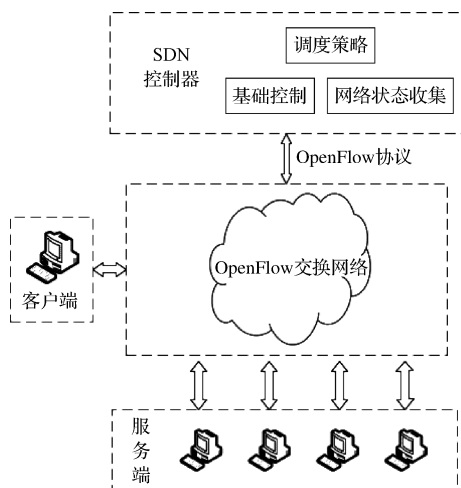 SDN
控制器
调度策略
基础控制
网络状态收集
OpenFlow协议
OpenFlow交换网络
客户端
服务端